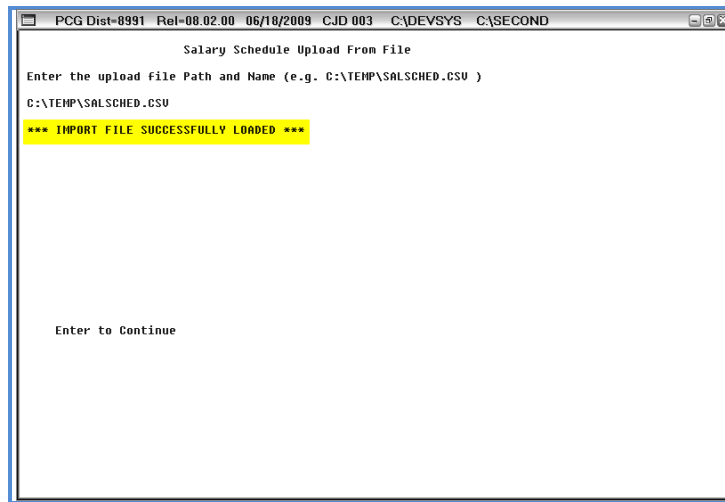 PCG Dist=8991 Rel=08.02.00 06/18/2009 CJD 003 C:\DEVSYS C:\SECOND
Salary Schedule Upload From File
Enter the upload file Path and Name (e.g. C:\TEMP\SALSCHED.CSV )
C:\TEMP\SALSCHED.CSV
*** IMPORT FILE SUCCESSFULLY LOADED ***
Enter to Continue